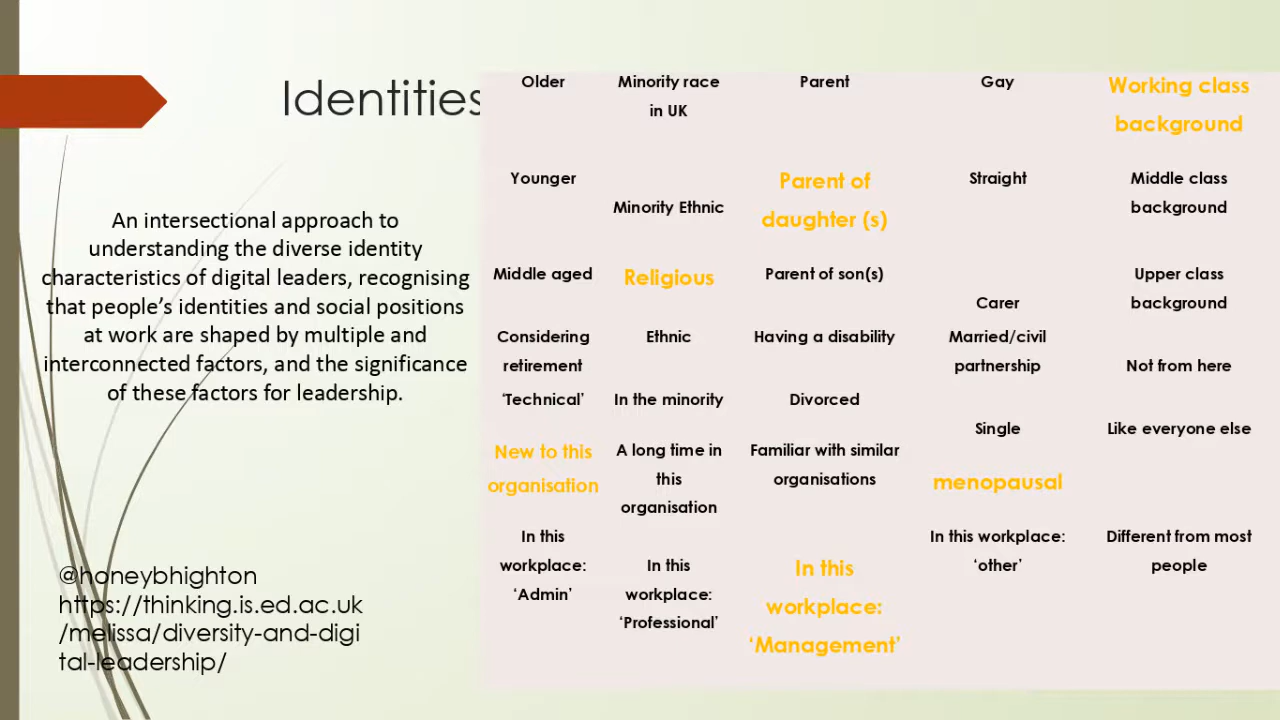 Identities
An intersectional approach to
understanding the diverse identity
characteristics of digital leaders, recognising
that people's identities and social positions
at work are shaped by multiple and
interconnected factors, and the significance
of these factors for leadership.
@honeybhighton
https://thinking.is.ed.ac.uk
/melissa/diversity-and-digi
tal-leadership/
Older
Minority race
in UK
Parent
Gay
Working class
background
Younger
Minority Ethnic
Parent of
daughter (s)
Straight
Middle class
background
Middle aged
Religious
Parent of son(s)
Carer
Upper class
background
Considering
retirement
Ethnic
Having a disability
Married/civil
partnership
Not from here
‘Technical’
In the minority
Divorced
Single
Like everyone else
New to this
organisation
A long time in
this
organisation
Familiar with similar
organisations
menopausal
In this
workplace:
‘Admin’
In this
workplace:
‘Professional’
In this
workplace:
‘Management’
In this workplace:
‘other’
Different from most
people